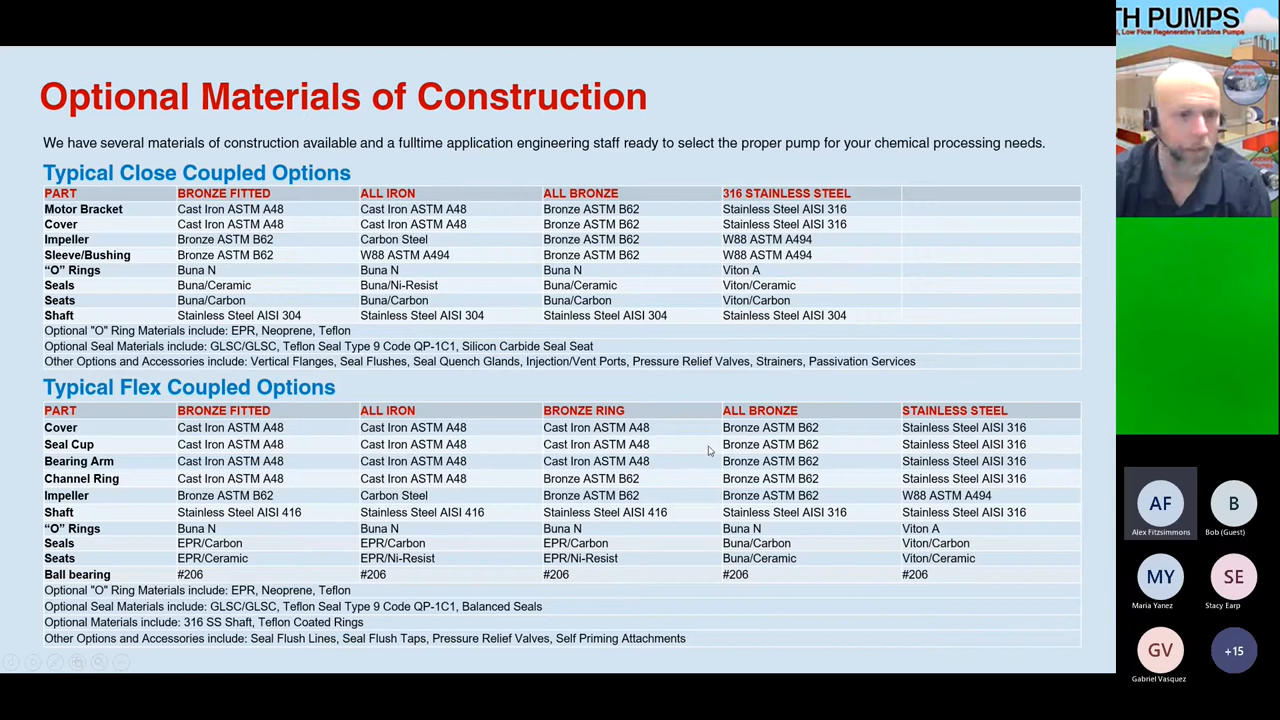 TH PUMPS
, Low Flow Regenerative Turbine Pumps
Optional Materials of Construction
We have several materials of construction available and a fulltime application engineering staff ready to select the proper pump for your chemical processing needs.
Typical Close Coupled Options
PART BRONZE FITTED ALL IRON ALL BRONZE 316 STAINLESS STEEL
Motor Bracket Cast Iron ASTM A48 Cast Iron ASTM A48 Bronze ASTM B62 Stainless Steel AISI 316
Cover Cast Iron ASTM A48 Cast Iron ASTM A48 Bronze ASTM B62 Stainless Steel AISI 316
Impeller Bronze ASTM B62 Carbon Steel Bronze ASTM B62 W88 ASTM A494
Sleeve/Bushing Bronze ASTM B62 W88 ASTM A494 Bronze ASTM B62 W88 ASTM A494
“O” Rings Buna N Buna N Buna N Viton A
Seals Buna/Ceramic Buna/Ni-Resist Buna/Ceramic Viton/Ceramic
Seats Buna/Carbon Buna/Carbon Buna/Carbon Viton/Carbon
Shaft Stainless Steel AISI 304 Stainless Steel AISI 304 Stainless Steel AISI 304 Stainless Steel AISI 304
Optional "O" Ring Materials include: EPR, Neoprene, Teflon
Optional Seal Materials include: GLSC/GLSC, Teflon Seal Type 9 Code QP-1C1, Silicon Carbide Seal Seat
Other Options and Accessories include: Vertical Flanges, Seal Flushes, Seal Quench Glands, Injection/Vent Ports, Pressure Relief Valves, Strainers, Passivation Services
Typical Flex Coupled Options
PART BRONZE FITTED ALL IRON BRONZE RING ALL BRONZE STAINLESS STEEL
Cover Cast Iron ASTM A48 Cast Iron ASTM A48 Cast Iron ASTM A48 Bronze ASTM B62 Stainless Steel AISI 316
Seal Cup Cast Iron ASTM A48 Cast Iron ASTM A48 Cast Iron ASTM A48 Bronze ASTM B62 Stainless Steel AISI 316
Bearing Arm Cast Iron ASTM A48 Cast Iron ASTM A48 Cast Iron ASTM A48 Bronze ASTM B62 Stainless Steel AISI 316
Channel Ring Cast Iron ASTM A48 Cast Iron ASTM A48 Bronze ASTM B62 Bronze ASTM B62 Stainless Steel AISI 316
Impeller Bronze ASTM B62 Carbon Steel Bronze ASTM B62 Bronze ASTM B62 W88 ASTM A494
Shaft Stainless Steel AISI 416 Stainless Steel AISI 416 Stainless Steel AISI 416 Stainless Steel AISI 316 Stainless Steel AISI 316
“O” Rings Buna N Buna N Buna N Buna N Viton A
Seals EPR/Carbon EPR/Carbon EPR/Carbon Buna/Carbon Viton/Carbon
Seats EPR/Ceramic EPR/Ni-Resist EPR/Ni-Resist Buna/Ceramic Viton/Ceramic
Ball bearing #206 #206 #206 #206 #206
Optional "O" Ring Materials include: EPR, Neoprene, Teflon
Optional Seal Materials include: GLSC/GLSC, Teflon Seal Type 9 Code QP-1C1, Balanced Seals
Optional Materials include: 316 SS Shaft, Teflon Coated Rings
Other Options and Accessories include: Seal Flush Lines, Seal Flush Taps, Pressure Relief Valves, Self Priming Attachments
AF B
Alex Fitzsimmons Bob (Guest)
MY SE
Maria Yanez Stacy Earp
GV +15
Gabriel Vasquez